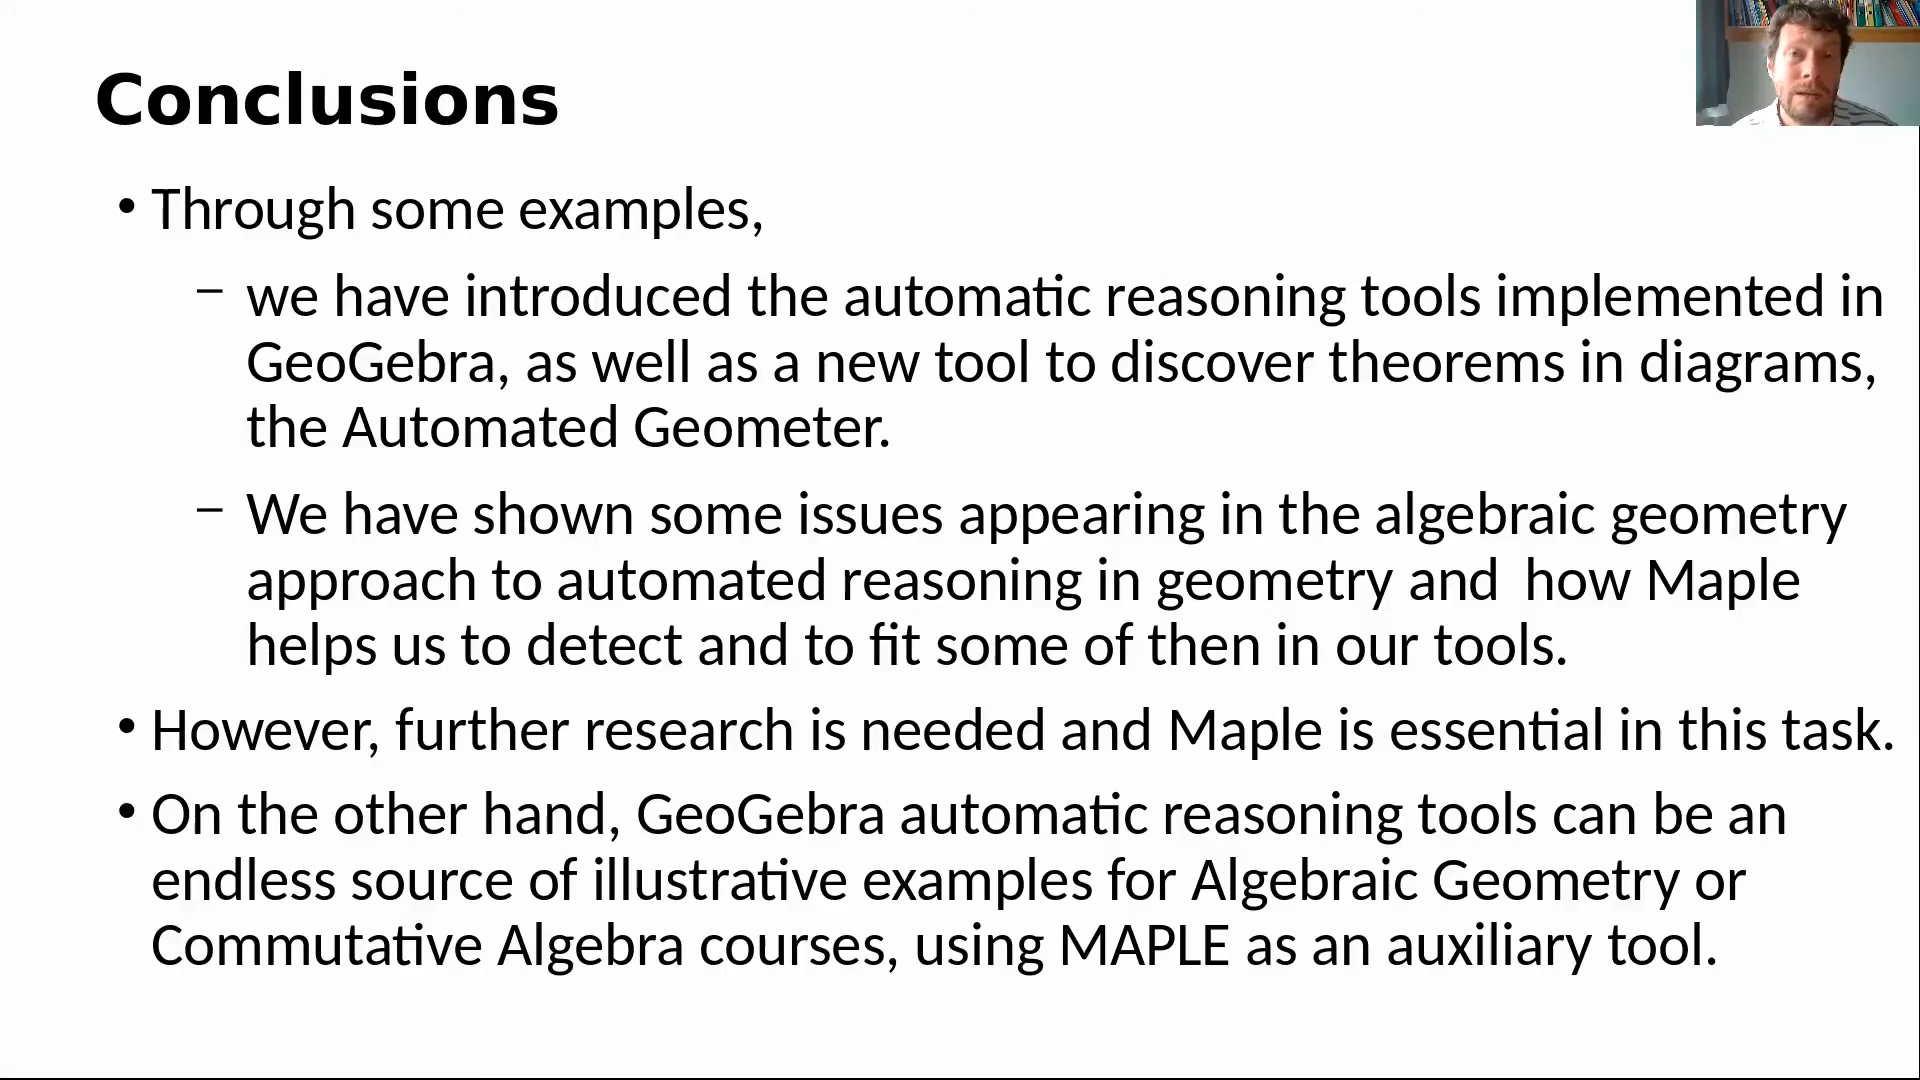 Conclusions
• Through some examples,
– we have introduced the automatic reasoning tools implemented in
GeoGebra, as well as a new tool to discover theorems in diagrams,
the Automated Geometer.
– We have shown some issues appearing in the algebraic geometry
approach to automated reasoning in geometry and  how Maple
helps us to detect and to fit some of then in our tools.
• However, further research is needed and Maple is essential in this task.
• On the other hand, GeoGebra automatic reasoning tools can be an
endless source of illustrative examples for Algebraic Geometry or
Commutative Algebra courses, using MAPLE as an auxiliary tool.